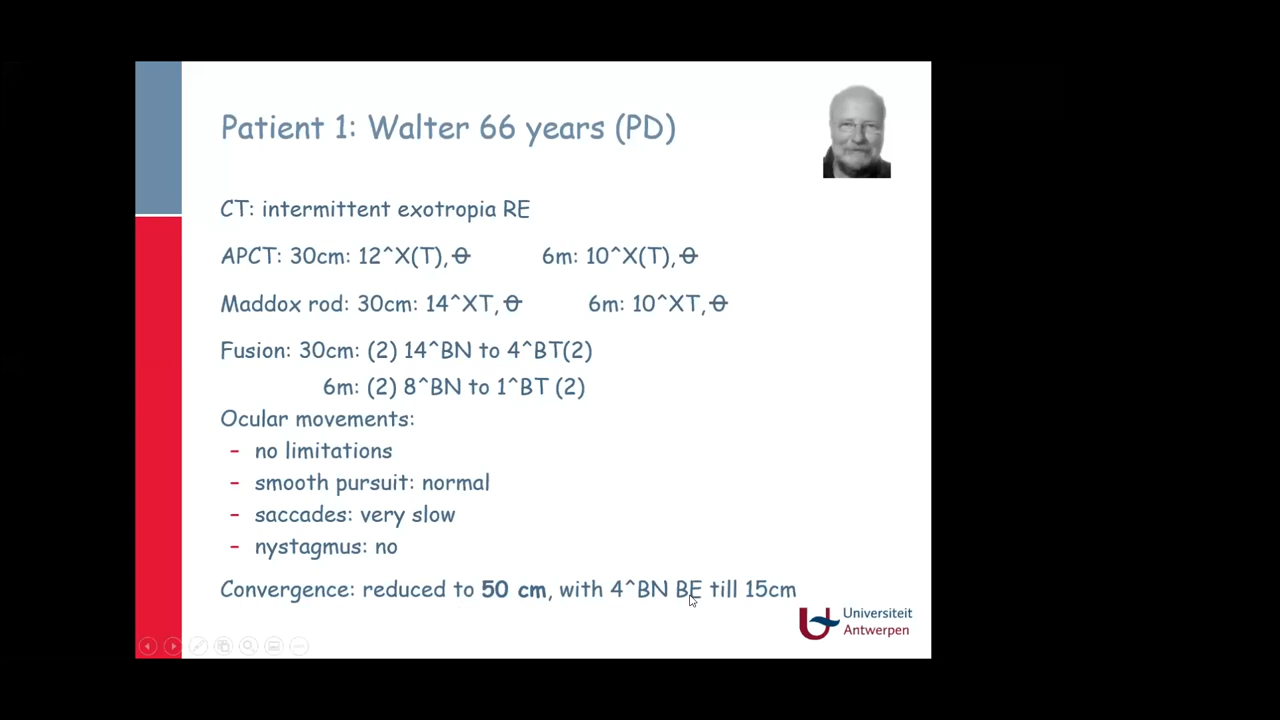 Patient 1: Walter 66 years (PD)
CT: intermittent exotropia RE
APCT: 30cm: 12^X(T), Θ 6m: 10^X(T), Θ
Maddox rod: 30cm: 14^XT, Θ 6m: 10^XT, Θ
Fusion: 30cm: (2) 14^BN to 4^BT(2)
6m: (2) 8^BN to 1^BT (2)
Ocular movements:
- no limitations
- smooth pursuit: normal
- saccades: very slow
- nystagmus: no
Convergence: reduced to 50 cm, with 4^BN BE till 15cm
Universiteit
Antwerpen